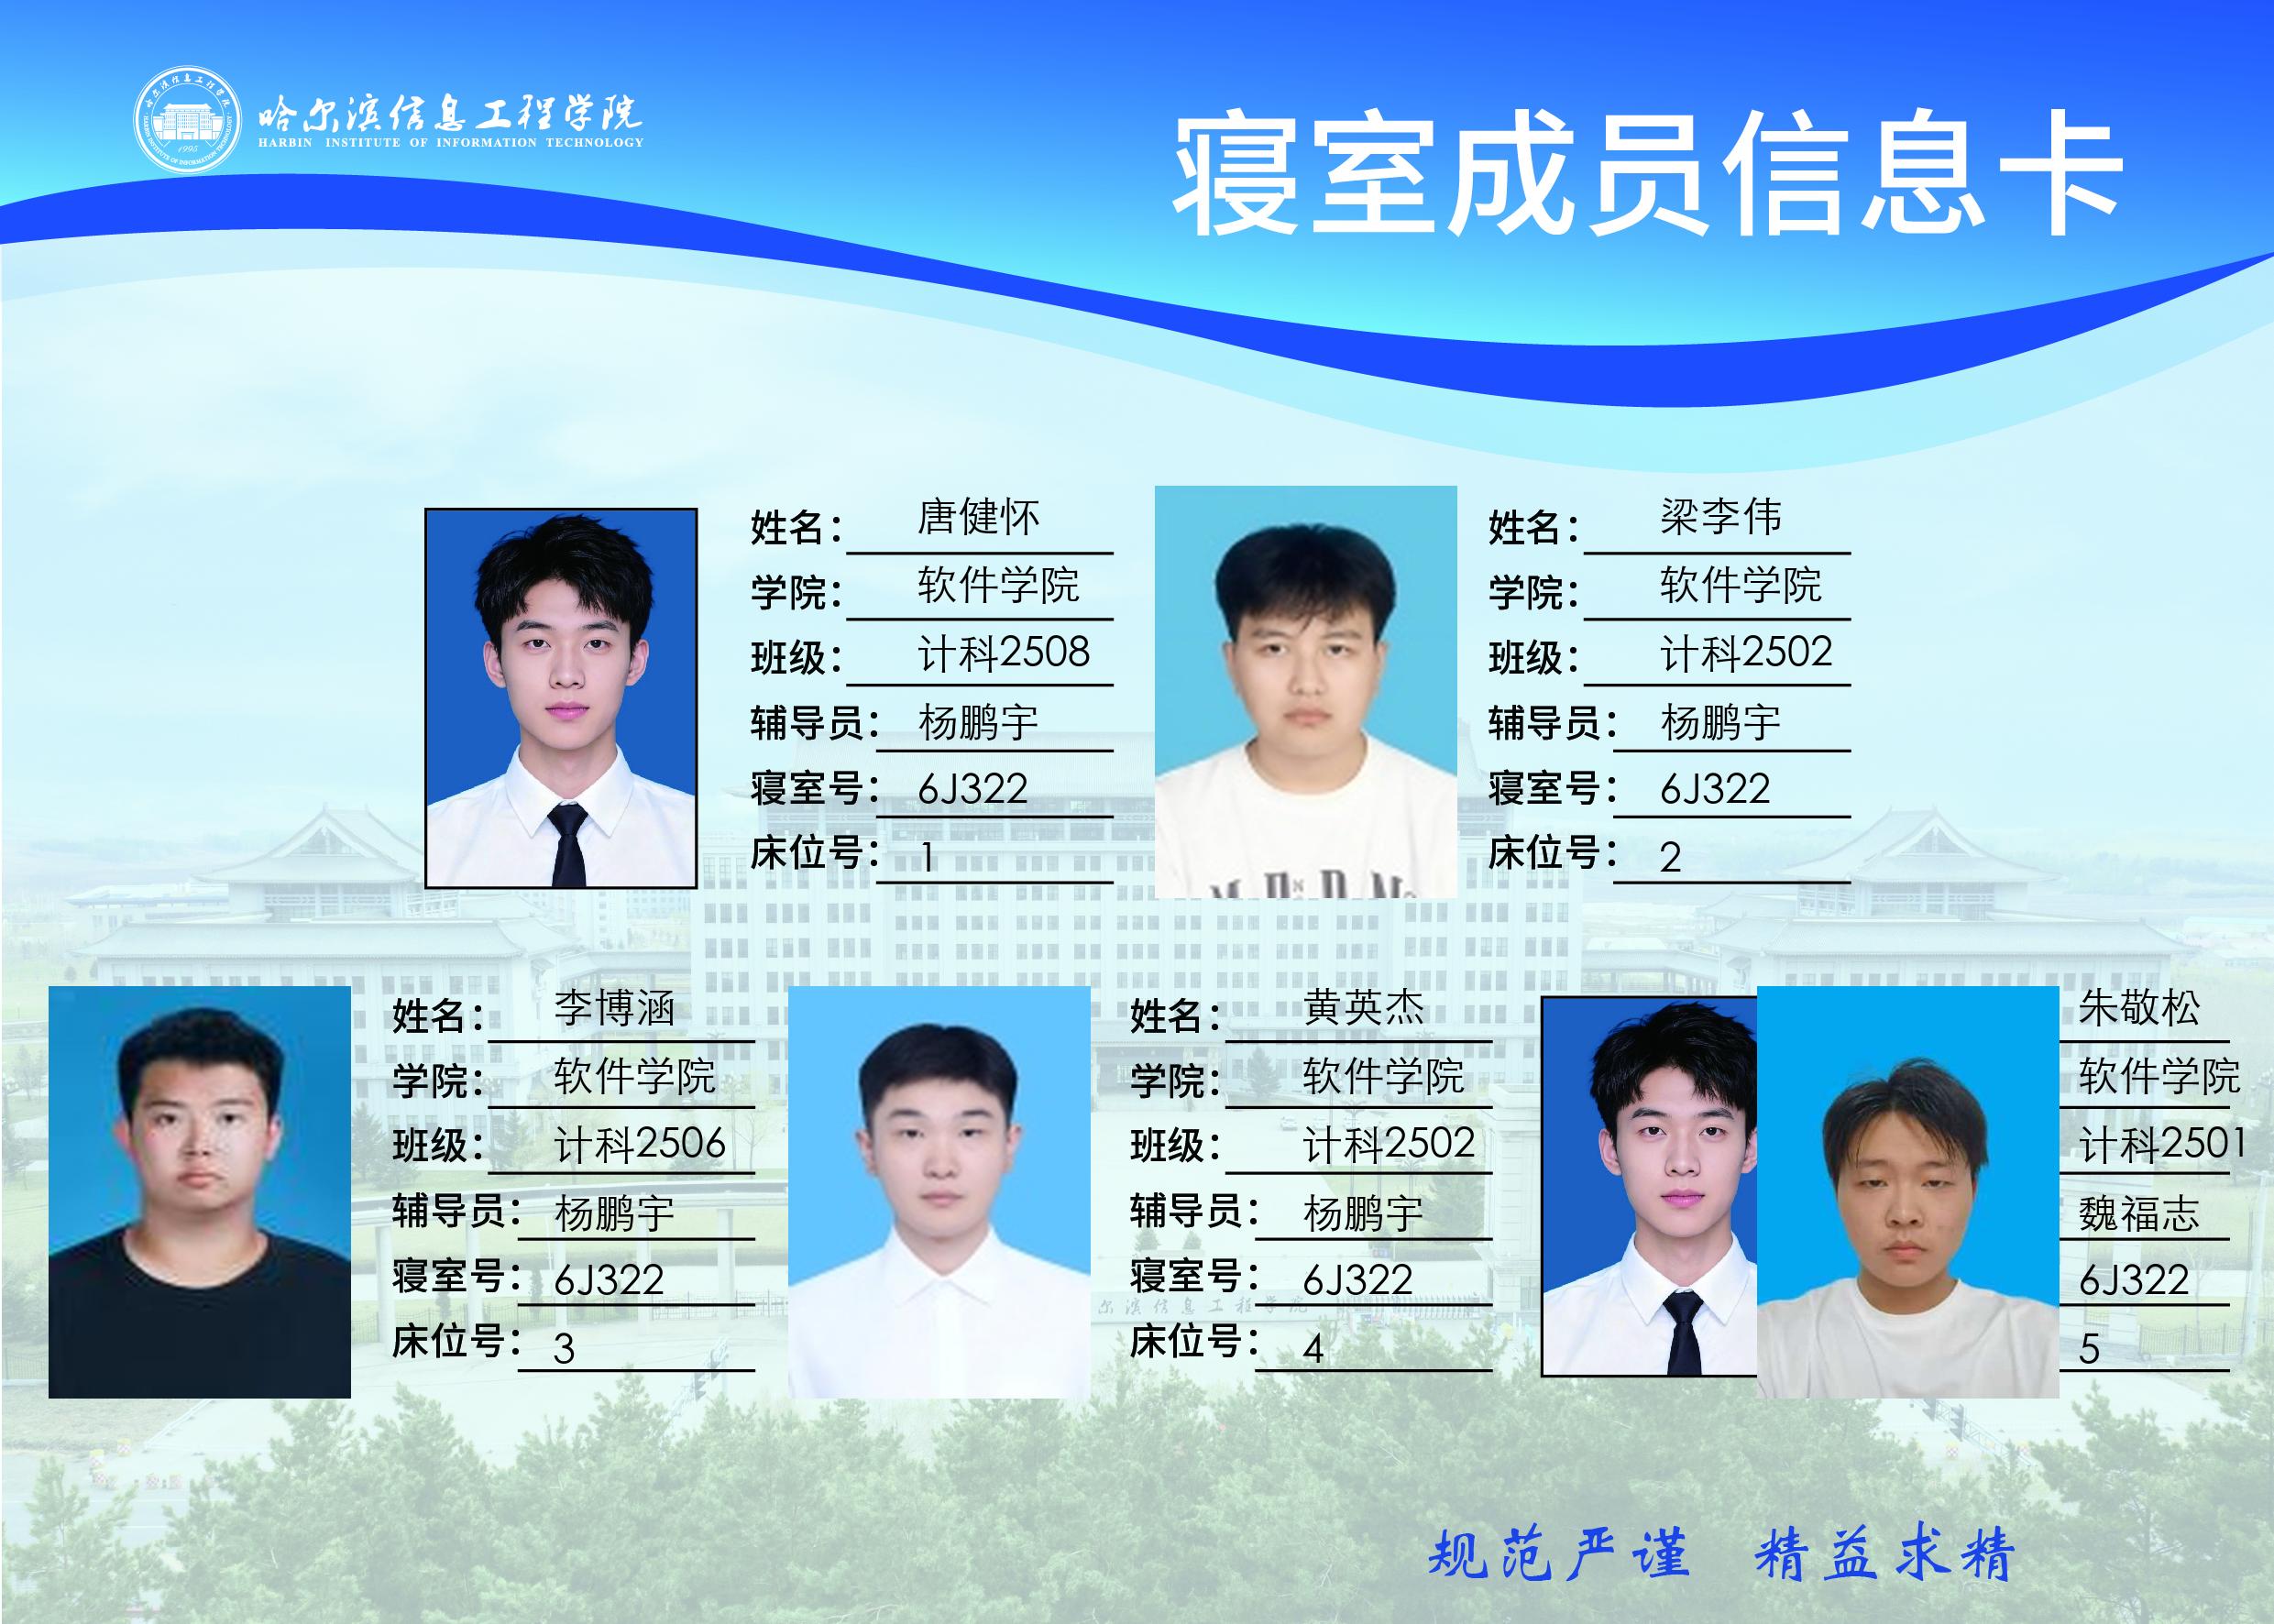 哈尔滨信息工程学院
HARBIN INSTITUTE OF INFORMATION TECHNOLOGY
1995
寝室成员信息卡
姓名：唐健怀
学院：软件学院
班级：计科2508
辅导员：杨鹏宇
寝室号：6J322
床位号：1
姓名：梁李伟
学院：软件学院
班级：计科2502
辅导员：杨鹏宇
寝室号：6J322
床位号：2
姓名：李博涵
学院：软件学院
班级：计科2506
辅导员：杨鹏宇
寝室号：6J322
床位号：3
姓名：黄英杰
学院：软件学院
班级：计科2502
辅导员：杨鹏宇
寝室号：6J322
床位号：4
朱敬松
软件学院
计科2501
魏福志
6J322
5
规范严谨 精益求精